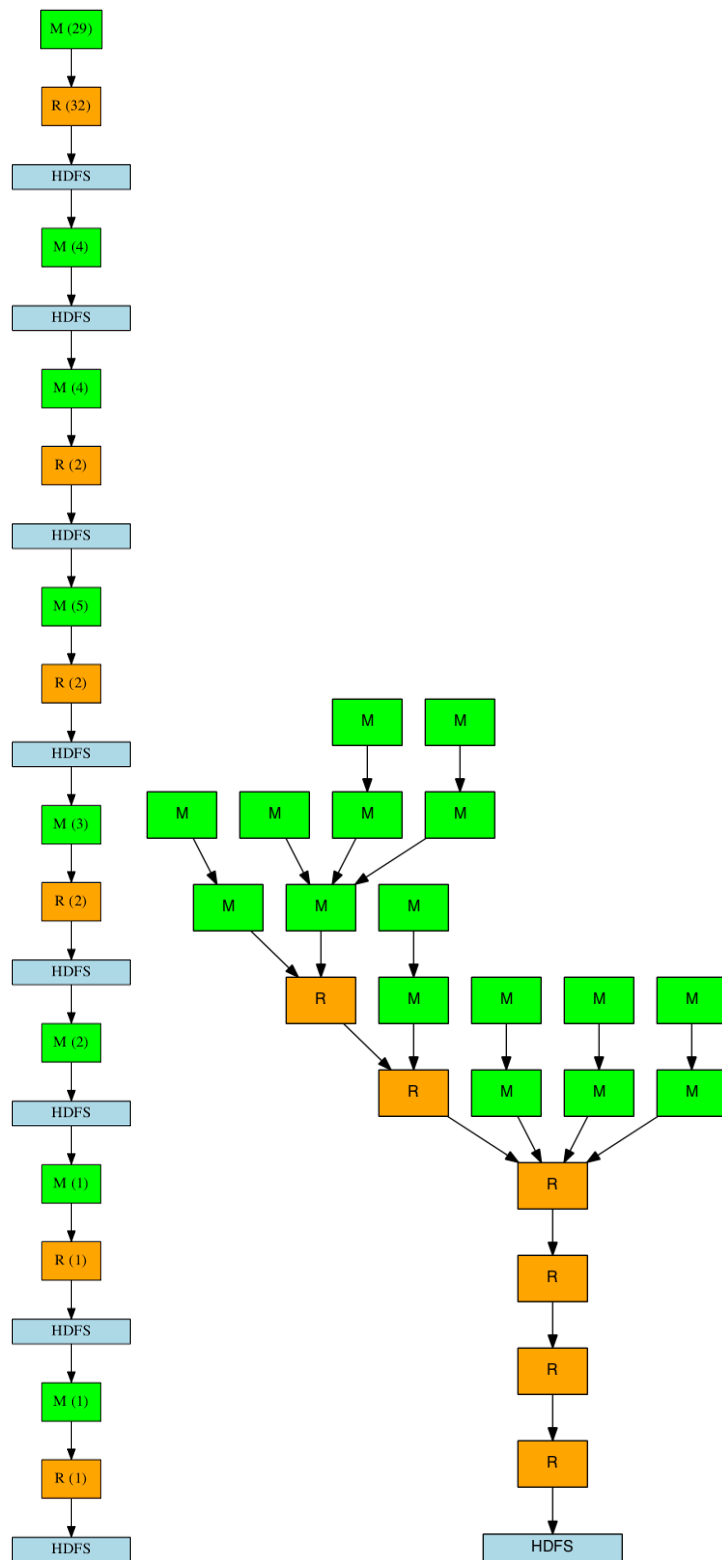 M (29)
R (32)
HDFS
M (4)
HDFS
M (4)
R (2)
HDFS
M (5)
R (2)
HDFS
M (3)
R (2)
HDFS
M (2)
HDFS
M (1)
R (1)
HDFS
M (1)
R (1)
HDFS
M M
M M M M
M M M
R M M M M
R M M M
R
R
R
R
HDFS